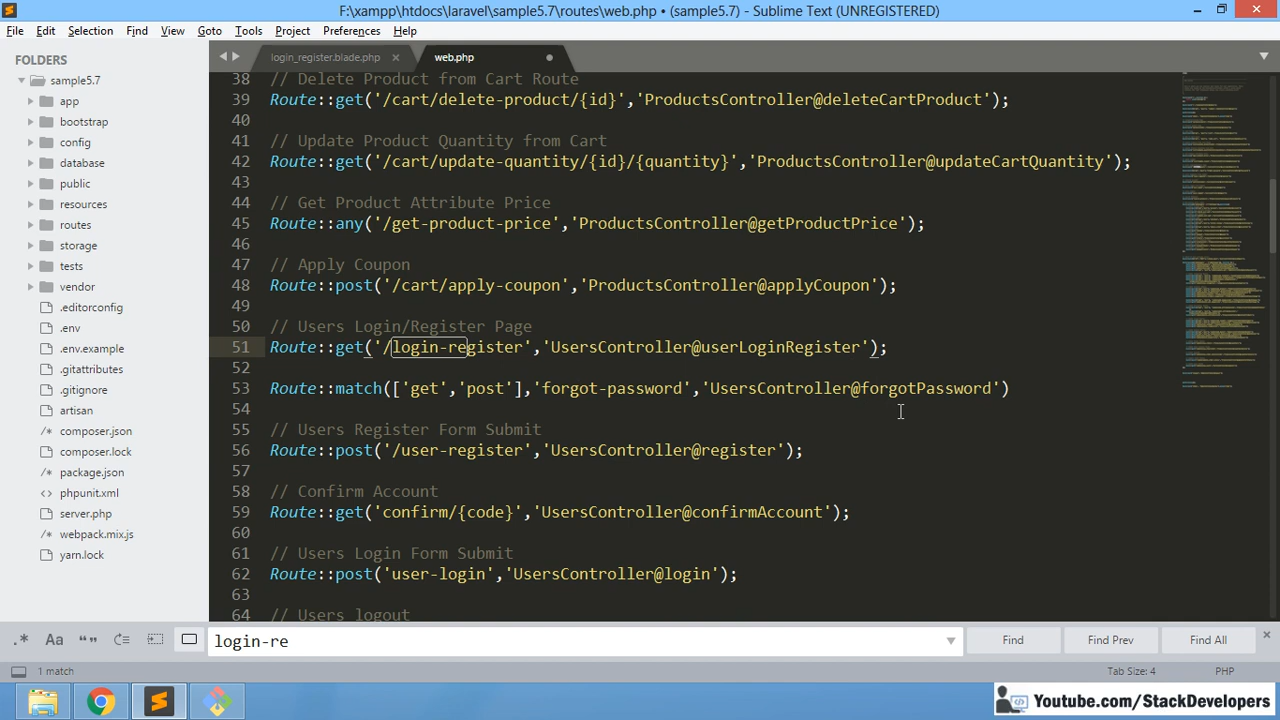 F:\xampp\htdocs\laravel\sample5.7\routes\web.php • (sample5.7) - Sublime Text (UNREGISTERED)
File Edit Selection Find View Goto Tools Project Preferences Help
FOLDERS
sample5.7
app
bootstrap
config
database
public
resources
routes
storage
tests
vendor
.editorconfig
.env
.env.example
.gitattributes
.gitignore
artisan
composer.json
composer.lock
package.json
phpunit.xml
server.php
webpack.mix.js
yarn.lock
login_register.blade.php
web.php
38 // Delete Product from Cart Route
39 Route::get('/cart/delete-product/{id}','ProductsController@deleteCartProduct');
40
41 // Update Product Quantity from Cart
42 Route::get('/cart/update-quantity/{id}/{quantity}','ProductsController@updateCartQuantity');
43
44 // Get Product Attribute Price
45 Route::any('/get-product-price','ProductsController@getProductPrice');
46
47 // Apply Coupon
48 Route::post('/cart/apply-coupon','ProductsController@applyCoupon');
49
50 // Users Login/Register Page
51 Route::get('/login-register','UsersController@userLoginRegister');
52
53 Route::match(['get','post'],'forgot-password','UsersController@forgotPassword')
54
55 // Users Register Form Submit
56 Route::post('/user-register','UsersController@register');
57
58 // Confirm Account
59 Route::get('confirm/{code}','UsersController@confirmAccount');
60
61 // Users Login Form Submit
62 Route::post('user-login','UsersController@login');
63
64 // Users logout
.* Aa “” login-re Find Find Prev Find All
1 match Tab Size: 4 PHP
Youtube.com/StackDevelopers